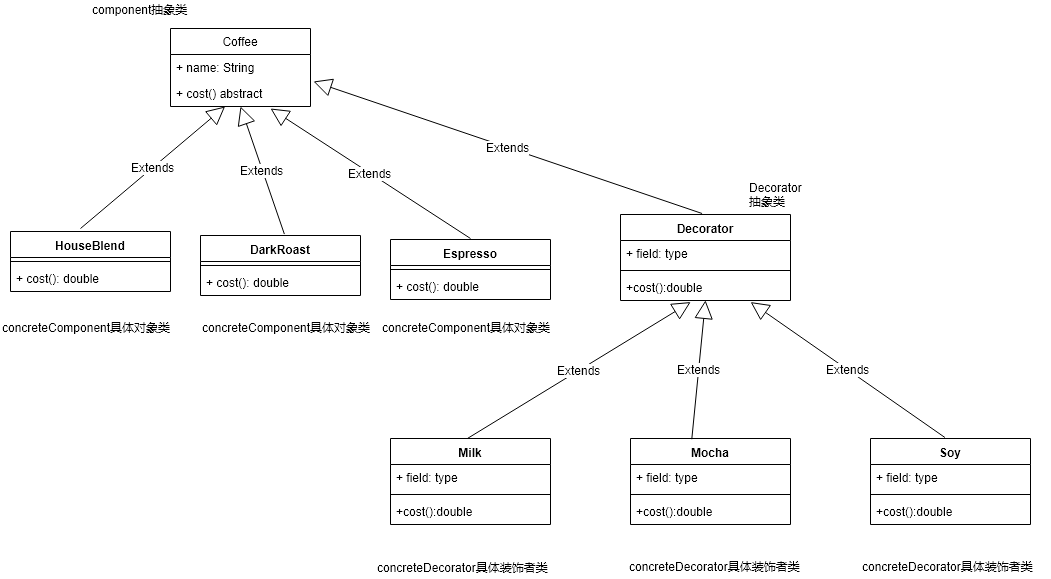 component抽象类
Coffee
+ name: String
+ cost() abstract
Extends
Extends
Extends
Extends
Decorator
抽象类
HouseBlend
+ cost(): double
DarkRoast
+ cost(): double
Espresso
+ cost(): double
Decorator
+ field: type
+cost():double
concreteComponent具体对象类
concreteComponent具体对象类
concreteComponent具体对象类
Extends
Extends
Extends
Milk
+ field: type
+cost():double
Mocha
+ field: type
+cost():double
Soy
+ field: type
+cost():double
concreteDecorator具体装饰者类
concreteDecorator具体装饰者类
concreteDecorator具体装饰者类